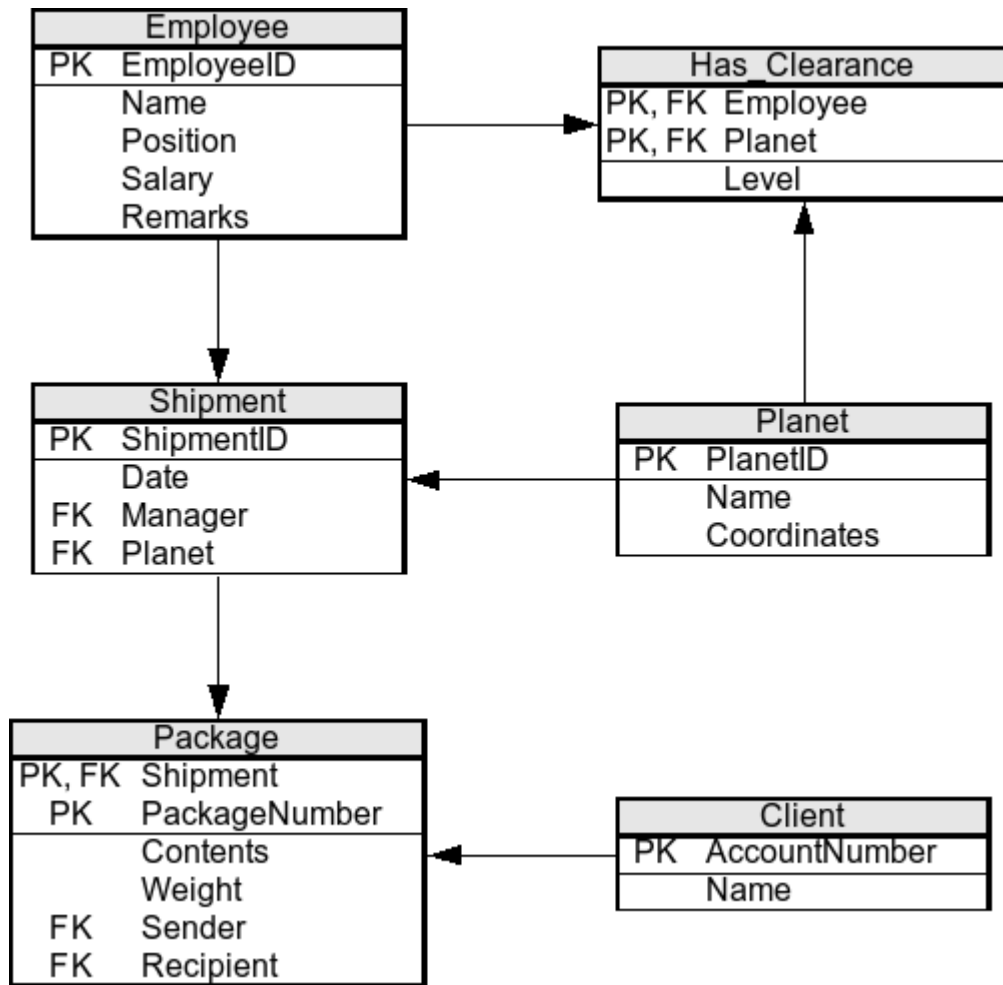 Employee
PK EmployeeID
Name
Position
Salary
Remarks
Has_Clearance
PK, FK Employee
PK, FK Planet
Level
Shipment
PK ShipmentID
Date
FK Manager
FK Planet
Planet
PK PlanetID
Name
Coordinates
Package
PK, FK Shipment
PK PackageNumber
Contents
Weight
FK Sender
FK Recipient
Client
PK AccountNumber
Name